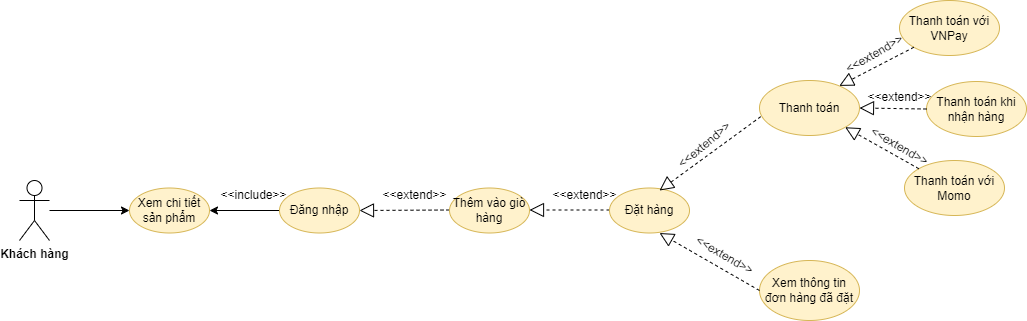 Khách hàng
Xem chi tiết
sản phẩm
<<include>>
Đăng nhập
<<extend>>
Thêm vào giỏ
hàng
<<extend>>
Đặt hàng
<<extend>>
Thanh toán
<<extend>>
Thanh toán với
VNPay
<<extend>>
Thanh toán khi
nhận hàng
<<extend>>
Thanh toán với
Momo
<<extend>>
Xem thông tin
đơn hàng đã đặt